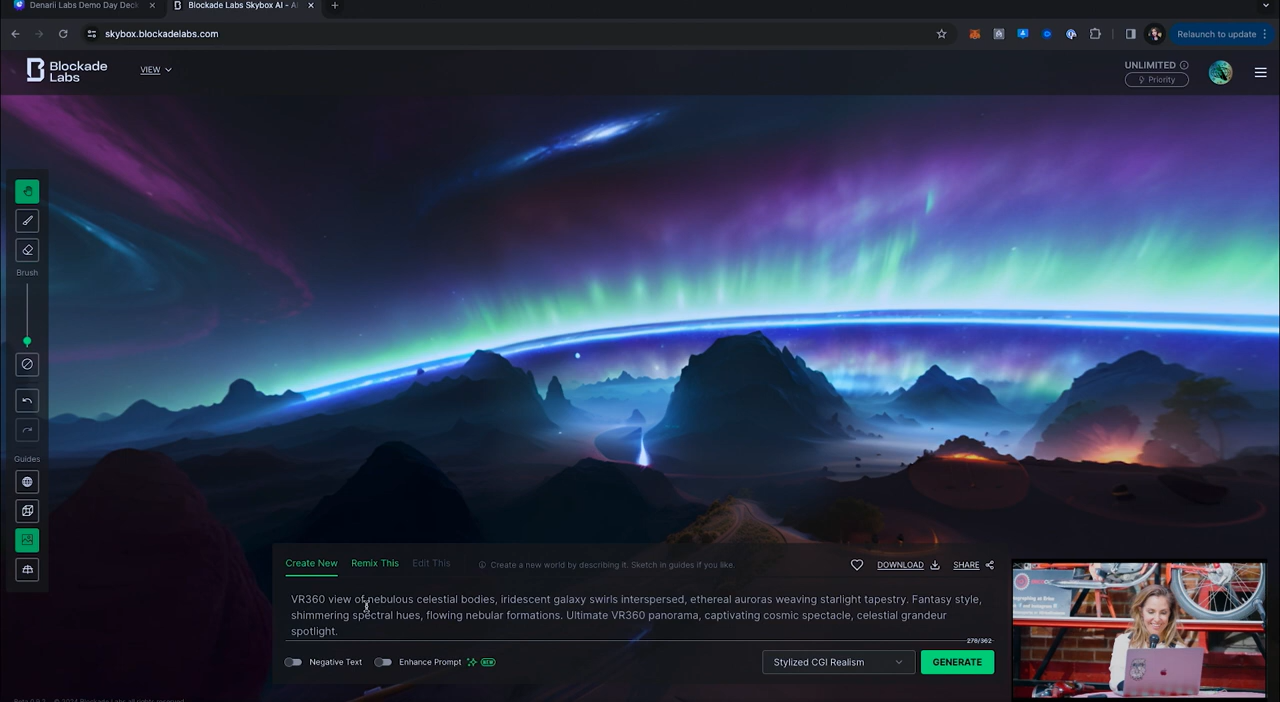 Denarii Labs Demo Day Deck
Blockade Labs Skybox AI - AI
skybox.blockadelabs.com
Relaunch to update
Blockade
Labs
VIEW
UNLIMITED
Priority
Brush
Guides
Create New
Remix This
Edit This
Create a new world by describing it. Sketch in guides if you like.
DOWNLOAD
SHARE
VR360 view of nebulous celestial bodies, iridescent galaxy swirls interspersed, ethereal auroras weaving starlight tapestry. Fantasy style,
shimmering spectral hues, flowing nebular formations. Ultimate VR360 panorama, captivating cosmic spectacle, celestial grandeur
spotlight.
278/362
Negative Text
Enhance Prompt
NEW
Stylized CGI Realism
GENERATE